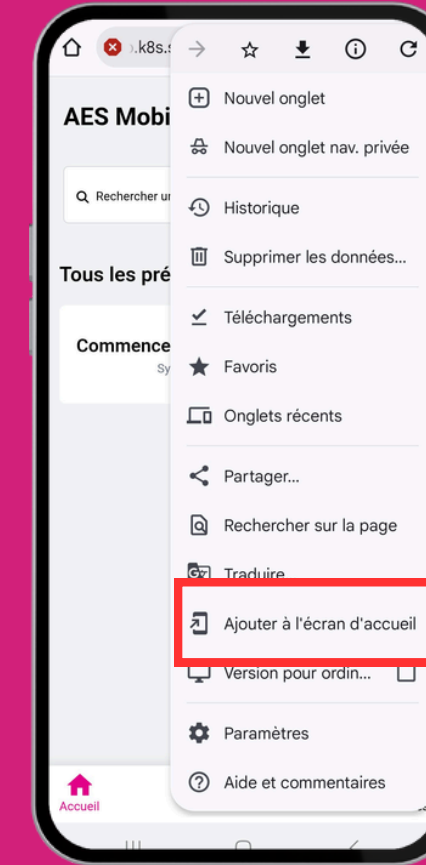 .k8s.s
Nouvel onglet
AES Mobi
Nouvel onglet nav. privée
Rechercher un
Historique
Supprimer les données...
Tous les pré
Téléchargements
Commence
Sy
Favoris
Onglets récents
Partager...
Rechercher sur la page
Traduire
Ajouter à l'écran d'accueil
Version pour ordin...
Paramètres
Aide et commentaires
Accueil